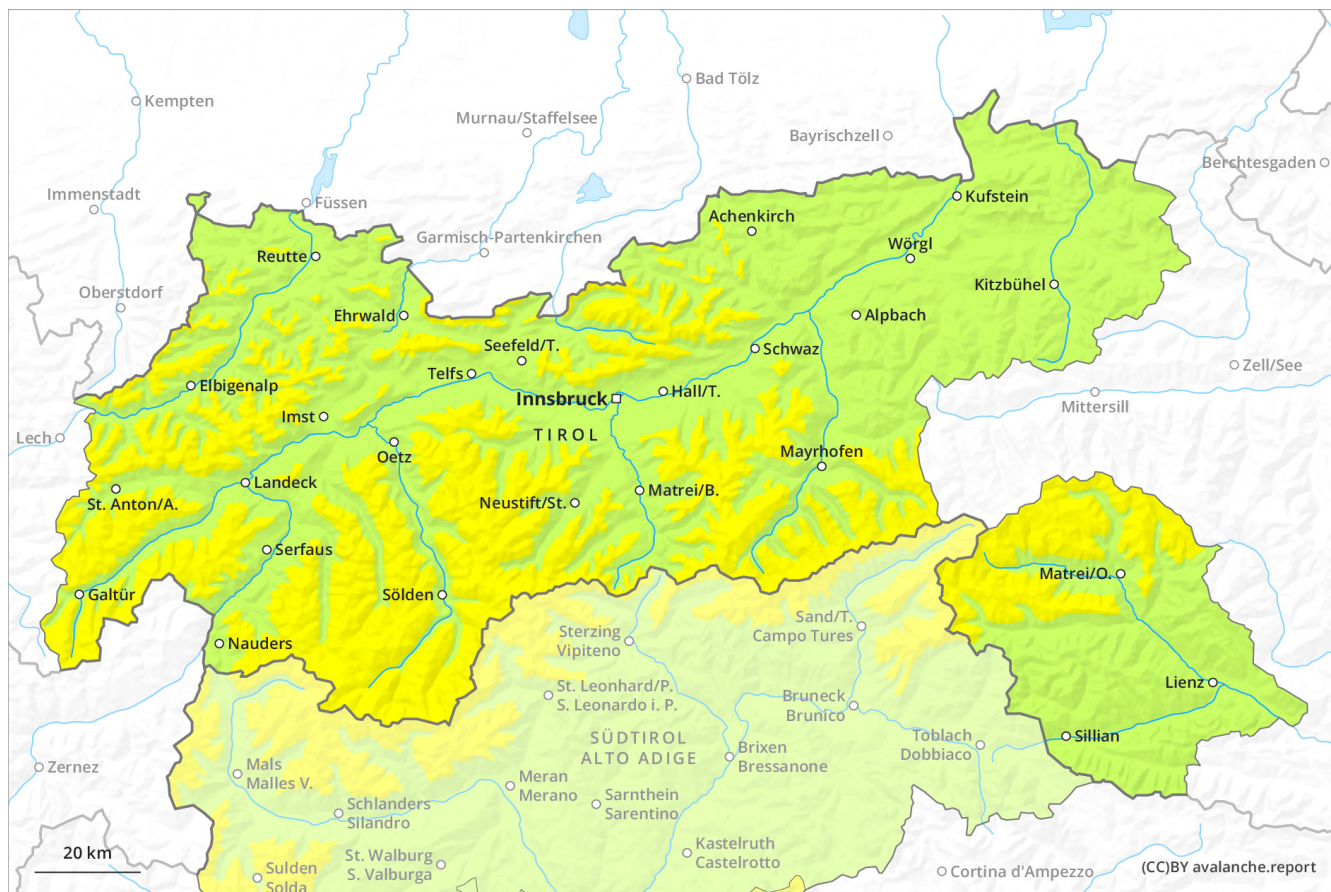 Bad Tölz
Kempten
Murnau/Staffelsee
Bayrischzell
Berchtesgaden
Immenstadt
Füssen
Kufstein
Achenkirch
Garmisch-Partenkirchen
Wörgl
Reutte
Kitzbühel
Oberstdorf
Ehrwald
Alpbach
Seefeld/T.
Schwaz
Zell/See
Telfs
Elbigenalp
Hall/T.
Innsbruck
Mittersill
Imst
Lech
TIROL
Oetz
Mayrhofen
Landeck
St. Anton/A.
Neustift/St.
Matrei/B.
Serfaus
Matrei/O.
Galtür
Sölden
Sand/T.
Campo Tures
Sterzing
Vipiteno
Nauders
Lienz
St. Leonhard/P.
S. Leonardo i. P.
Bruneck
Brunico
SÜDTIROL
ALTO ADIGE
Toblach
Dobbiaco
Sillian
Brixen
Bressanone
Zernez
Mals
Malles V.
Meran
Merano
Sarnthein
Sarentino
Schlanders
Silandro
Kastelruth
Castelrotto
20 km
St. Walburg
S. Valburga
Sulden
Solda
Cortina d'Ampezzo
(CC)BY avalanche.report